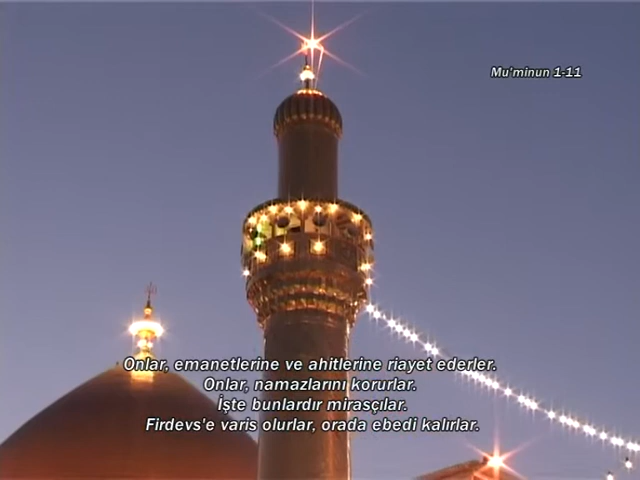 Mu'minun 1-11
Onlar, emanetlerine ve ahitlerine riayet ederler.
Onlar, namazlarını korurlar.
İşte bunlardır mirasçılar.
Firdevs'e varis olurlar, orada ebedi kalırlar.